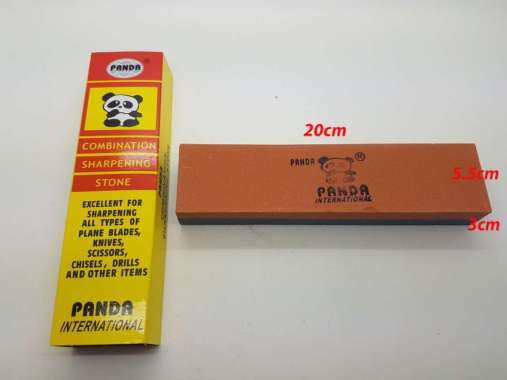 PANDA
®
COMBINATION
SHARPENING
STONE
EXCELLENT FOR
SHARPENING
ALL TYPES OF
PLANE BLADES,
KNIVES,
SCISSORS,
CHISELS, DRILLS
AND OTHER ITEMS
PANDA
INTERNATIONAL
20cm
PANDA ®
PANDA
INTERNATIONAL
5.5cm
3cm